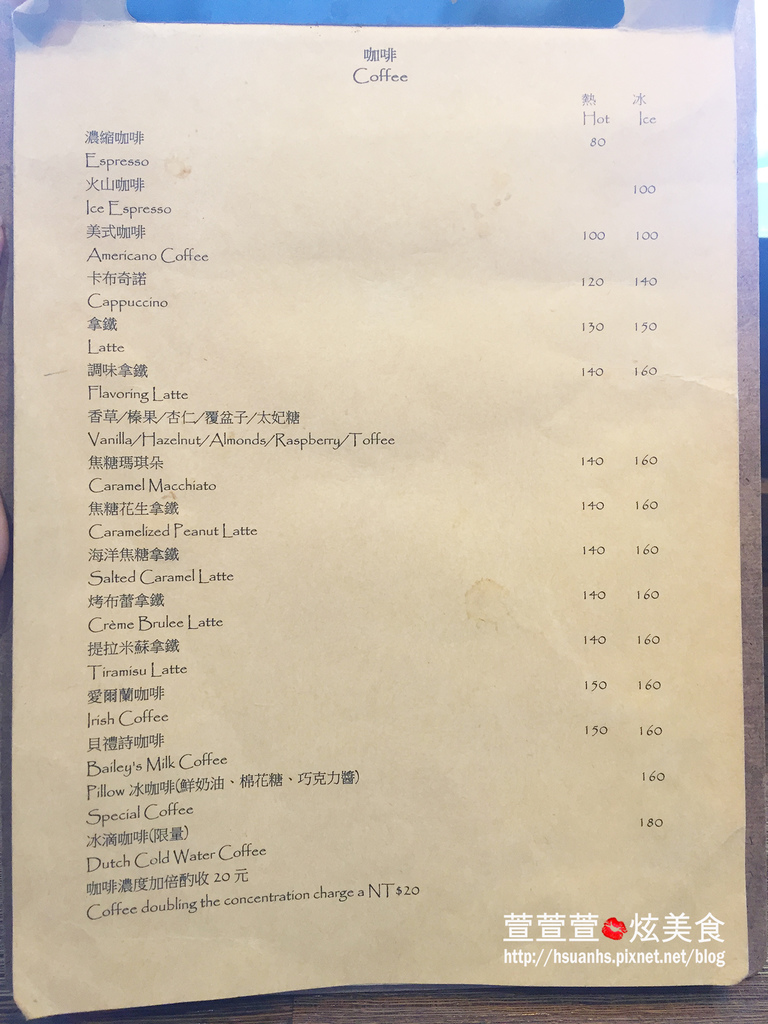 咖啡
Coffee
熱 冰
Hot Ice
濃縮咖啡 80
Espresso
火山咖啡 100
Ice Espresso
美式咖啡 100 100
Americano Coffee
卡布奇諾 120 140
Cappuccino
拿鐵 130 150
Latte
調味拿鐵 140 160
Flavoring Latte
香草/榛果/杏仁/覆盆子/太妃糖
Vanilla/Hazelnut/Almonds/Raspberry/Toffee
焦糖瑪琪朵 140 160
Caramel Macchiato
焦糖花生拿鐵 140 160
Caramelized Peanut Latte
海洋焦糖拿鐵 140 160
Salted Caramel Latte
烤布蕾拿鐵 140 160
Crème Brulee Latte
提拉米蘇拿鐵 140 160
Tiramisu Latte
愛爾蘭咖啡 150 160
Irish Coffee
貝禮詩咖啡 150 160
Bailey's Milk Coffee
Pillow 冰咖啡(鮮奶油、棉花糖、巧克力醬) 160
Special Coffee
冰滴咖啡(限量) 180
Dutch Cold Water Coffee
咖啡濃度加倍酌收 20 元
Coffee doubling the concentration charge a NT$20
萱萱萱 炫美食
http://hsuanhs.pixnet.net/blog